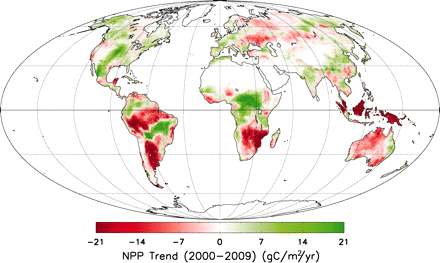 −21 −14 −7 0 7 14 21
NPP Trend (2000−2009) (gC/m²/yr)